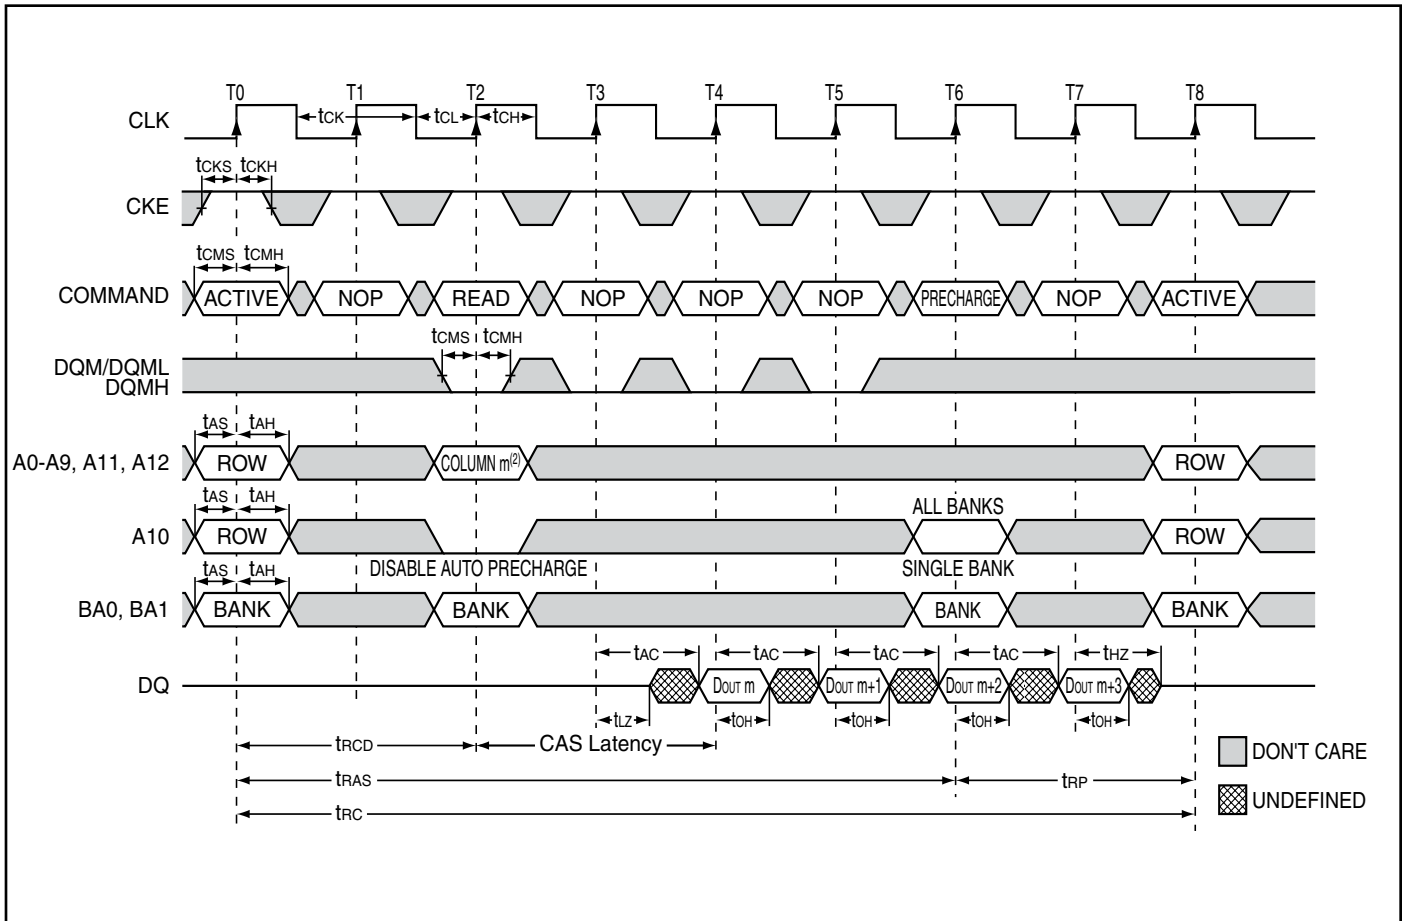 T0 T1 T2 T3 T4 T5 T6 T7 T8
CLK tCK tCL tCH
tCKS tCKH
CKE
tCMS tCMH
COMMAND ACTIVE NOP READ NOP NOP NOP PRECHARGE NOP ACTIVE
tCMS tCMH
DQM/DQML
DQMH
tAS tAH
A0-A9, A11, A12 ROW COLUMN m(2) ROW
tAS tAH
ALL BANKS
A10 ROW ROW
DISABLE AUTO PRECHARGE SINGLE BANK
tAS tAH
BA0, BA1 BANK BANK BANK BANK
tAC tAC tAC tAC tHZ
DQ DOUT m DOUT m+1 DOUT m+2 DOUT m+3
tLZ tOH tOH tOH tOH
tRCD CAS Latency
DON'T CARE
tRAS tRP
UNDEFINED
tRC